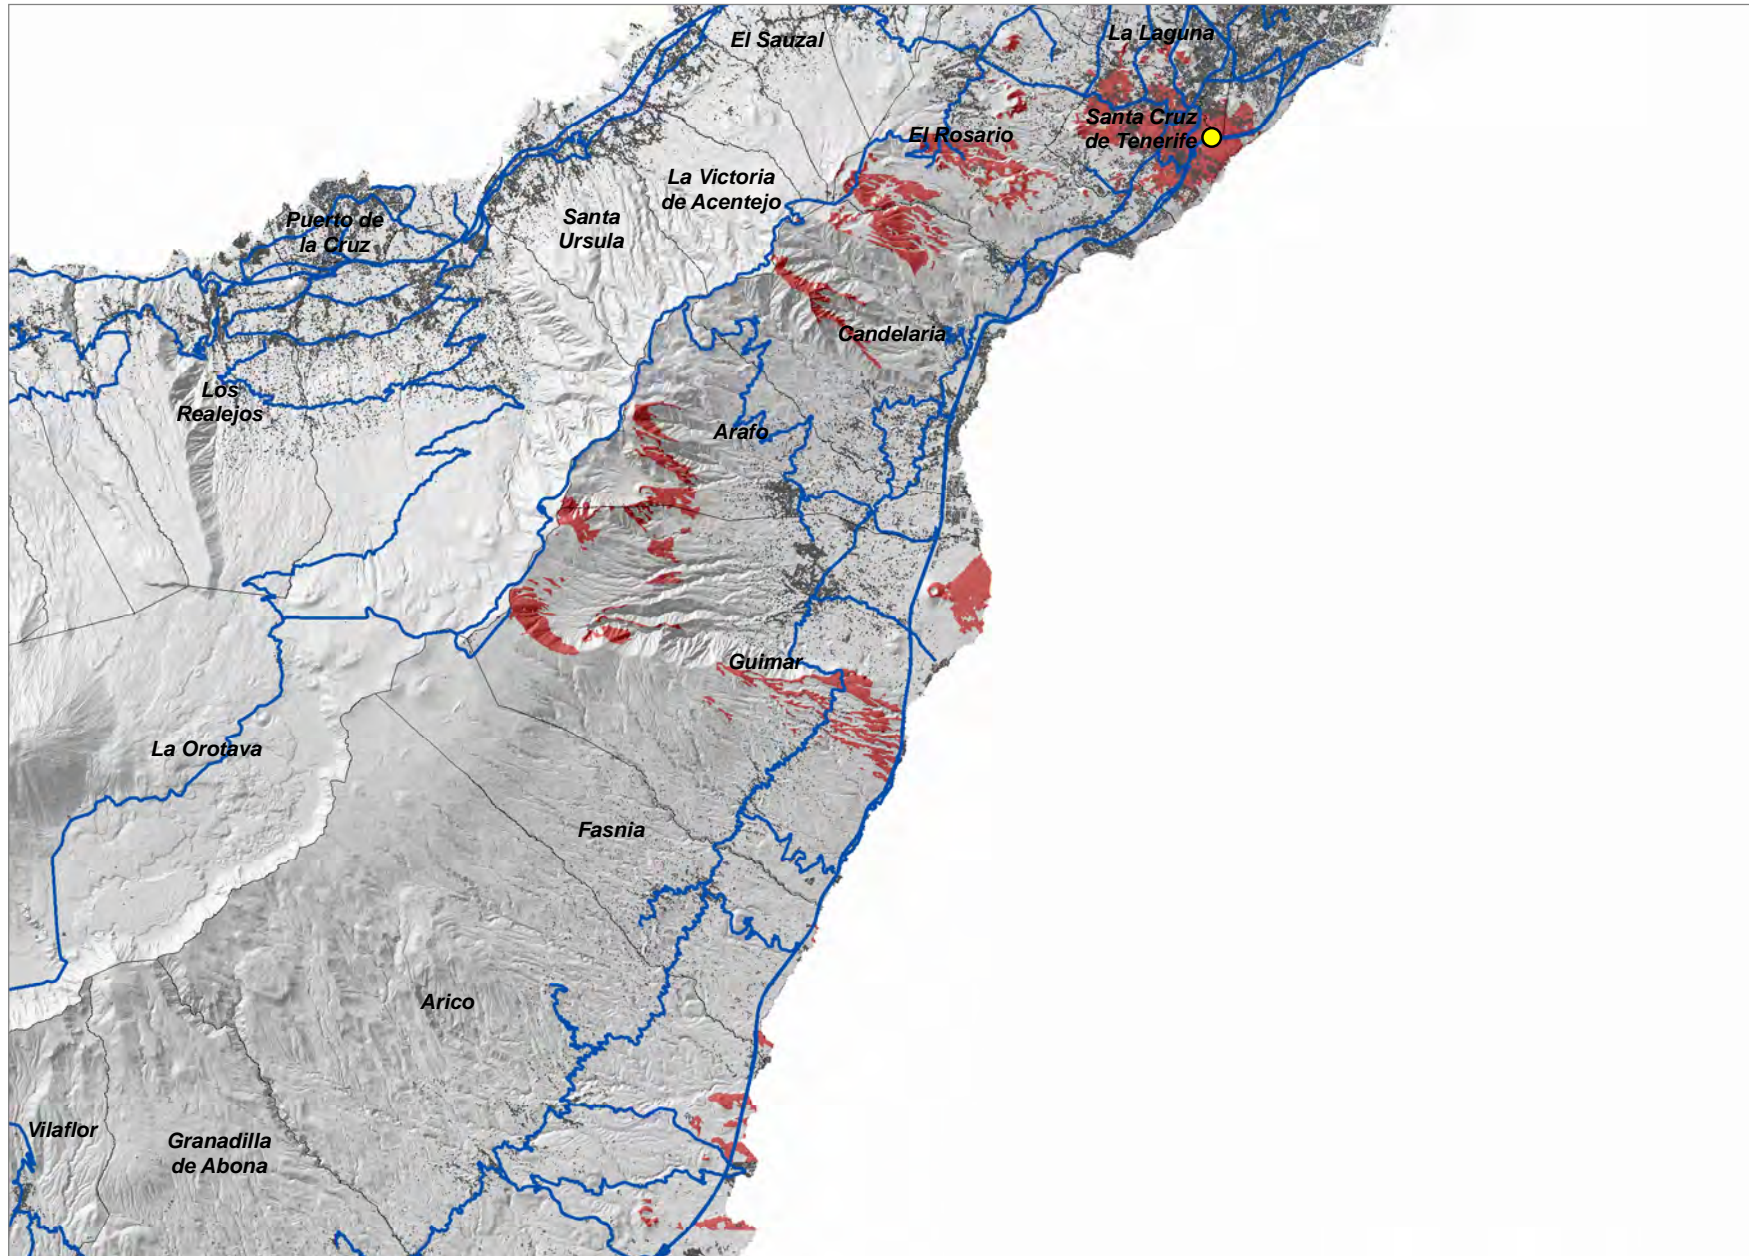 La Laguna
El Sauzal
Santa Cruz
de Tenerife
El Rosario
La Victoria
de Acentejo
Puerto de
la Cruz
Santa
Ursula
Candelaria
Los
Realejos
Arafo
Guimar
La Orotava
Fasnia
Arico
Vilaflor
Granadilla
de Abona